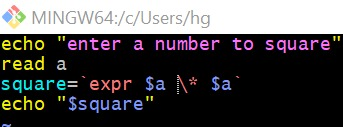 MINGW64:/c/Users/hg
echo "enter a number to square"
read a
square=`expr $a \* $a`
echo "$square"
~